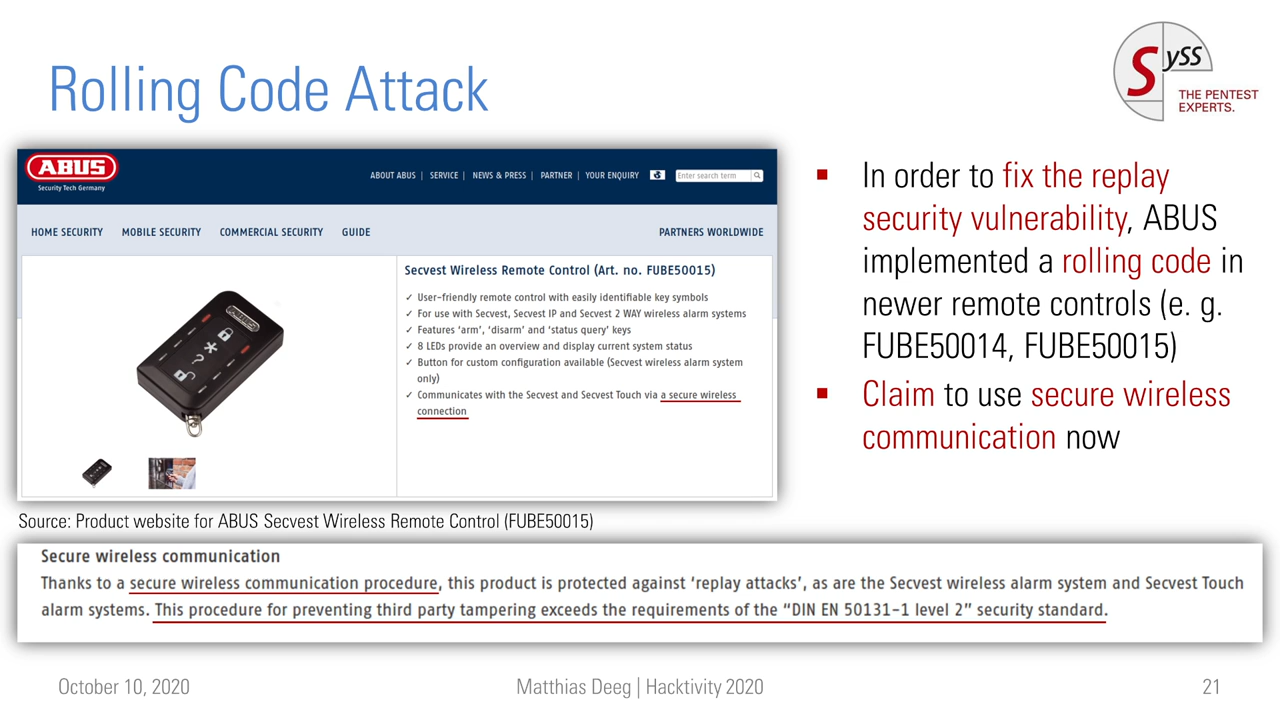 Rolling Code Attack
SySS
THE PENTEST
EXPERTS.
ABUS
Security Tech Germany
ABOUT ABUS | SERVICE | NEWS & PRESS | PARTNER | YOUR ENQUIRY
Enter search term
HOME SECURITY MOBILE SECURITY COMMERCIAL SECURITY GUIDE PARTNERS WORLDWIDE
Secvest Wireless Remote Control (Art. no. FUBE50015)
✓ User-friendly remote control with easily identifiable key symbols
✓ For use with Secvest, Secvest IP and Secvest 2 WAY wireless alarm systems
✓ Features ‘arm’, ‘disarm’ and ‘status query’ keys
✓ 8 LEDs provide an overview and display current system status
✓ Button for custom configuration available (Secvest wireless alarm system
only)
✓ Communicates with the Secvest and Secvest Touch via a secure wireless
connection
Source: Product website for ABUS Secvest Wireless Remote Control (FUBE50015)
▪ In order to fix the replay
security vulnerability, ABUS
implemented a rolling code in
newer remote controls (e. g.
FUBE50014, FUBE50015)
▪ Claim to use secure wireless
communication now
Secure wireless communication
Thanks to a secure wireless communication procedure, this product is protected against ‘replay attacks’, as are the Secvest wireless alarm system and Secvest Touch
alarm systems. This procedure for preventing third party tampering exceeds the requirements of the “DIN EN 50131-1 level 2” security standard.
October 10, 2020
Matthias Deeg | Hacktivity 2020
21